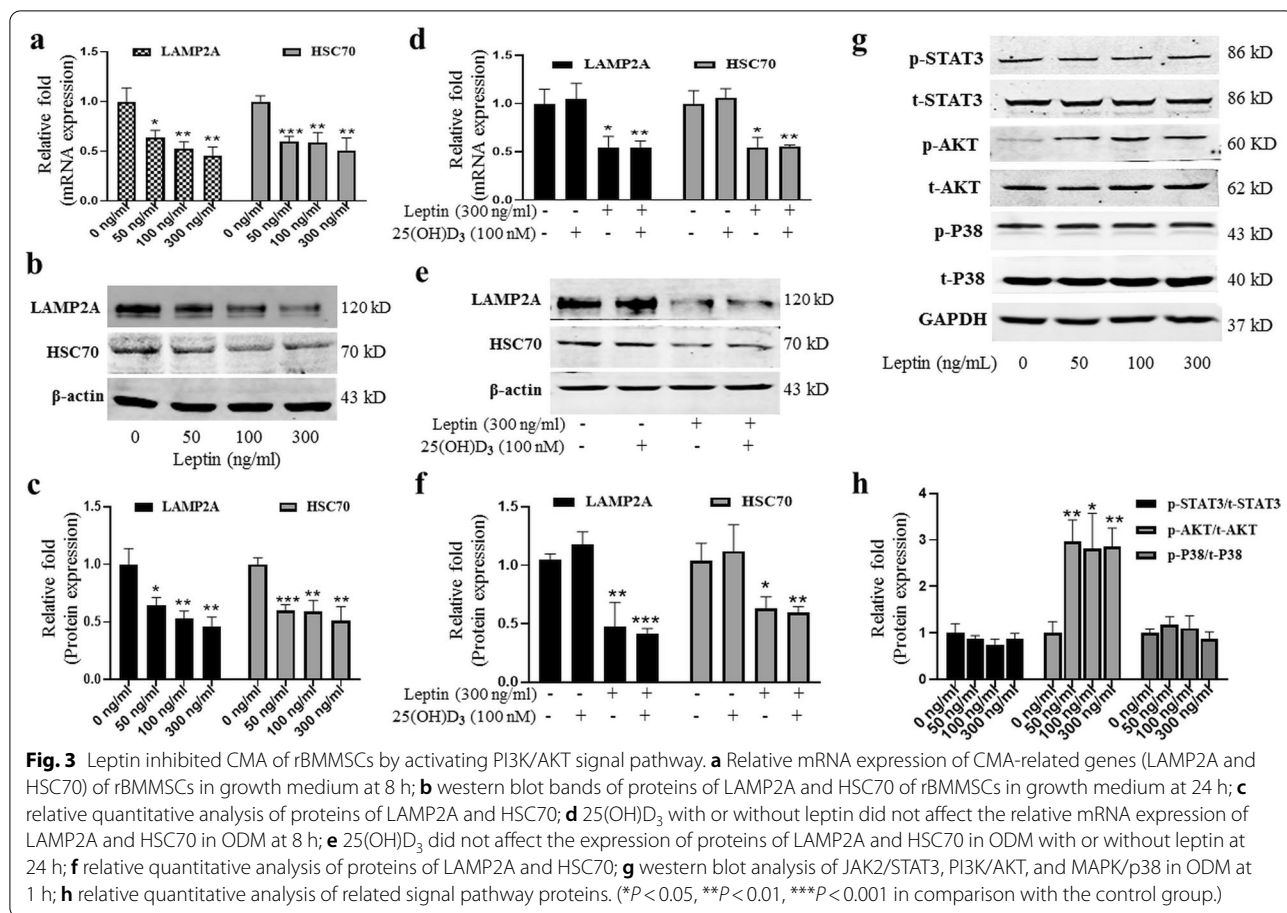 a
LAMP2A HSC70
Relative fold
(mRNA expression)
1.5
1.0
0.5
0.0
* ** ** *** ** **
0 ng/ml 50 ng/ml 100 ng/ml 300 ng/ml 0 ng/ml 50 ng/ml 100 ng/ml 300 ng/ml
b
LAMP2A 120 kD
HSC70 70 kD
β-actin 43 kD
0 50 100 300
Leptin (ng/ml)
c
LAMP2A HSC70
Relative fold
(Protein expression)
1.5
1.0
0.5
0.0
* ** ** *** ** **
0 ng/ml 50 ng/ml 100 ng/ml 300 ng/ml 0 ng/ml 50 ng/ml 100 ng/ml 300 ng/ml
d
LAMP2A HSC70
Relative fold
(mRNA expression)
1.5
1.0
0.5
0.0
* ** * **
Leptin (300 ng/ml) - - + + - - + +
25(OH)D3 (100 nM) - + - + - + - +
e
LAMP2A 120 kD
HSC70 70 kD
β-actin 43 kD
Leptin (300 ng/ml) - - + +
25(OH)D3 (100 nM) - + - +
f
LAMP2A HSC70
Relative fold
(Protein expression)
1.5
1.0
0.5
0.0
** *** * **
Leptin (300 ng/ml) - - + + - - + +
25(OH)D3 (100 nM) - + - + - + - +
g
p-STAT3 86 kD
t-STAT3 86 kD
p-AKT 60 KD
t-AKT 62 kD
p-P38 43 kD
t-P38 40 kD
GAPDH 37 kD
Leptin (ng/mL) 0 50 100 300
h
p-STAT3/t-STAT3
p-AKT/t-AKT
p-P38/t-P38
Relative fold
(Protein expression)
4
3
2
1
0
** * **
0 ng/ml 50 ng/ml 100 ng/ml 300 ng/ml 0 ng/ml 50 ng/ml 100 ng/ml 300 ng/ml 0 ng/ml 50 ng/ml 100 ng/ml 300 ng/ml
Fig. 3 Leptin inhibited CMA of rBMMSCs by activating PI3K/AKT signal pathway. a Relative mRNA expression of CMA-related genes (LAMP2A and
HSC70) of rBMMSCs in growth medium at 8 h; b western blot bands of proteins of LAMP2A and HSC70 of rBMMSCs in growth medium at 24 h; c
relative quantitative analysis of proteins of LAMP2A and HSC70; d 25(OH)D3 with or without leptin did not affect the relative mRNA expression of
LAMP2A and HSC70 in ODM at 8 h; e 25(OH)D3 did not affect the expression of proteins of LAMP2A and HSC70 in ODM with or without leptin at
24 h; f relative quantitative analysis of proteins of LAMP2A and HSC70; g western blot analysis of JAK2/STAT3, PI3K/AKT, and MAPK/p38 in ODM at
1 h; h relative quantitative analysis of related signal pathway proteins. (*P < 0.05, **P < 0.01, ***P < 0.001 in comparison with the control group.)